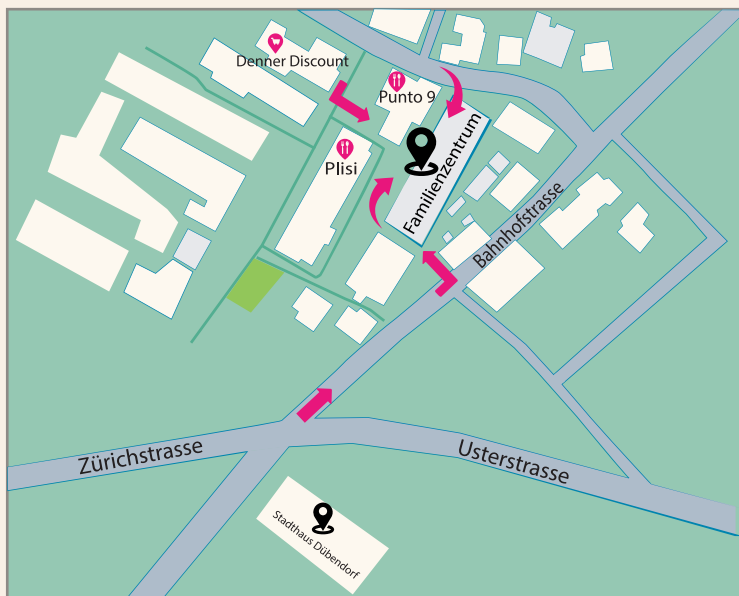 Denner Discount
Punto 9
Plisi
Familienzentrum
Bahnhofstrasse
Zürichstrasse
Usterstrasse
Stadthaus Dübendorf